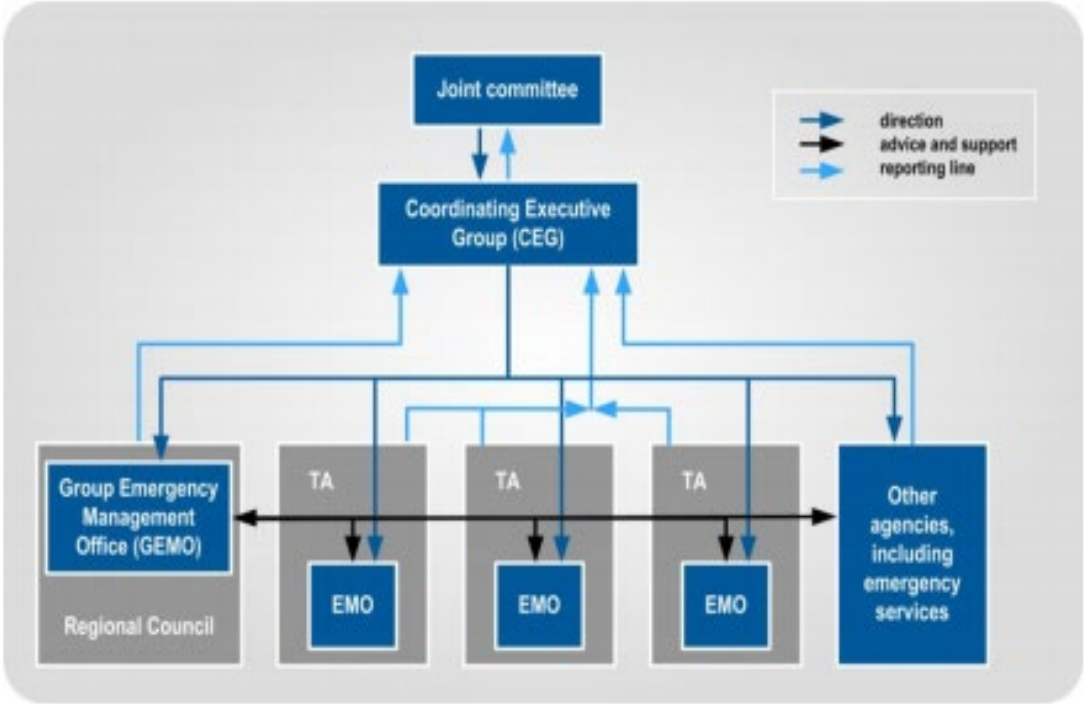 Joint committee
direction
advice and support
reporting line
Coordinating Executive
Group (CEG)
Group Emergency
Management
Office (GEMO)
Regional Council
TA
EMO
TA
EMO
TA
EMO
Other
agencies,
including
emergency
services